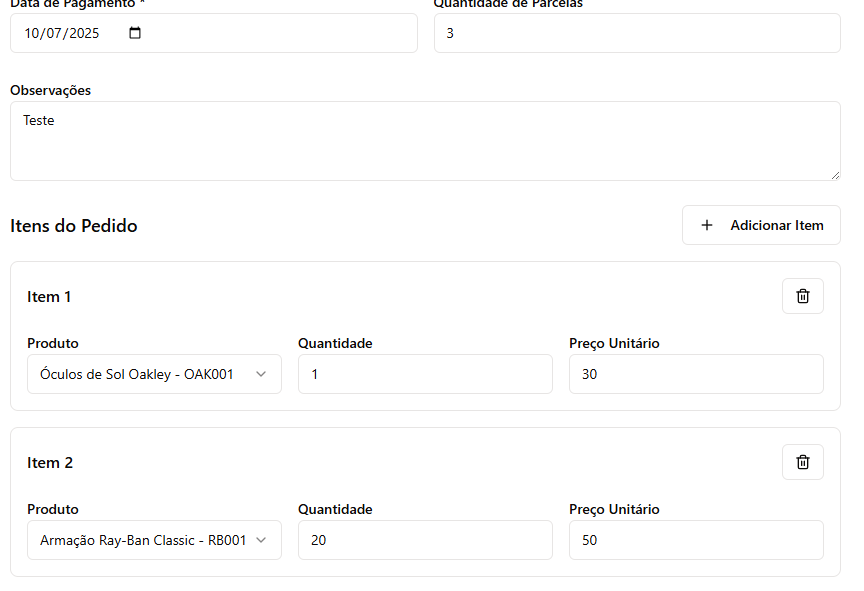 Data de Pagamento * Quantidade de Parcelas
10/07/2025 3
Observações
Teste
Itens do Pedido Adicionar Item
Item 1
Produto Quantidade Preço Unitário
Óculos de Sol Oakley - OAK001 1 30
Item 2
Produto Quantidade Preço Unitário
Armação Ray-Ban Classic - RB001 20 50